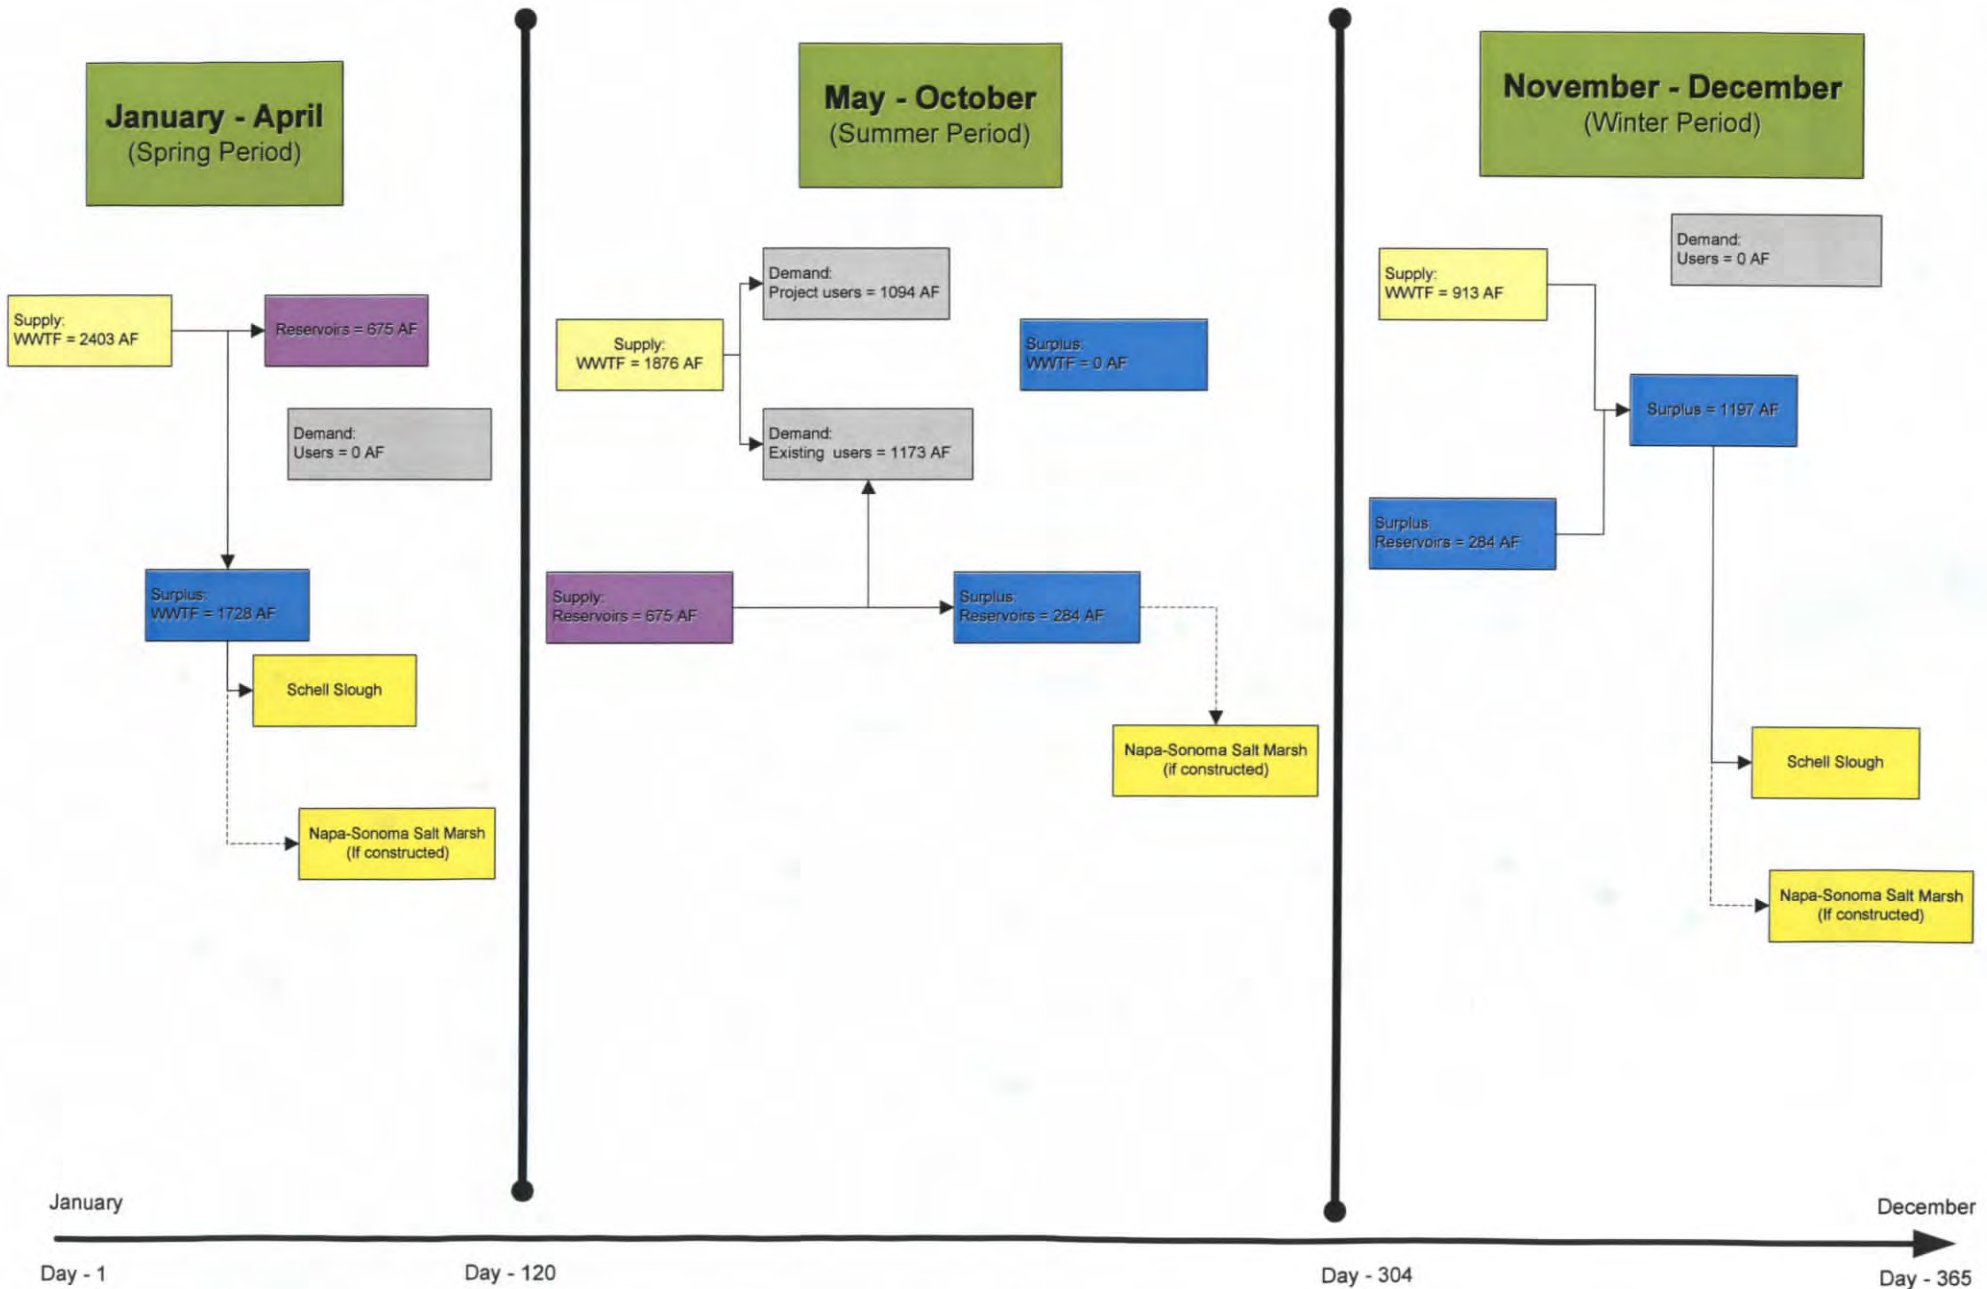 January - April
(Spring Period)
Supply:
WWTF = 2403 AF
Reservoirs = 675 AF
Demand:
Users = 0 AF
Surplus:
WWTF = 1728 AF
Schell Slough
Napa-Sonoma Salt Marsh
(If constructed)
May - October
(Summer Period)
Demand:
Project users = 1094 AF
Supply:
WWTF = 1876 AF
Surplus:
WWTF = 0 AF
Demand:
Existing users = 1173 AF
Supply:
Reservoirs = 675 AF
Surplus:
Reservoirs = 284 AF
Napa-Sonoma Salt Marsh
(if constructed)
November - December
(Winter Period)
Demand:
Users = 0 AF
Supply:
WWTF = 913 AF
Surplus = 1197 AF
Surplus:
Reservoirs = 284 AF
Schell Slough
Napa-Sonoma Salt Marsh
(If constructed)
January
December
Day - 1
Day - 120
Day - 304
Day - 365